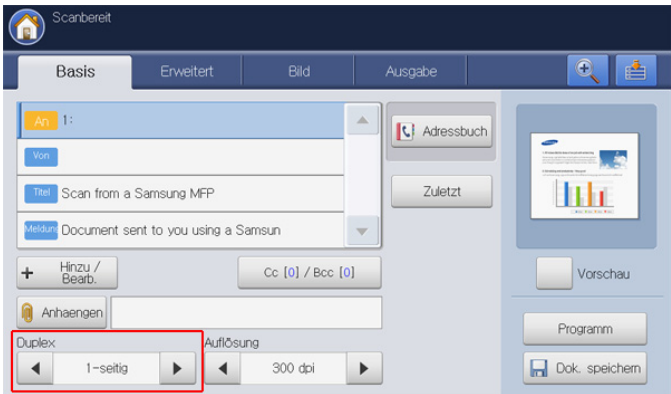 Scanbereit
Basis
Erweitert
Bild
Ausgabe
An 1:
Von
Titel Scan from a Samsung MFP
Meldung Document sent to you using a Samsun
Adressbuch
Zuletzt
+ Hinzu /
Bearb.
Cc [0] / Bcc [0]
Anhaengen
Vorschau
Duplex
1-seitig
Auflösung
300 dpi
Programm
Dok. speichern